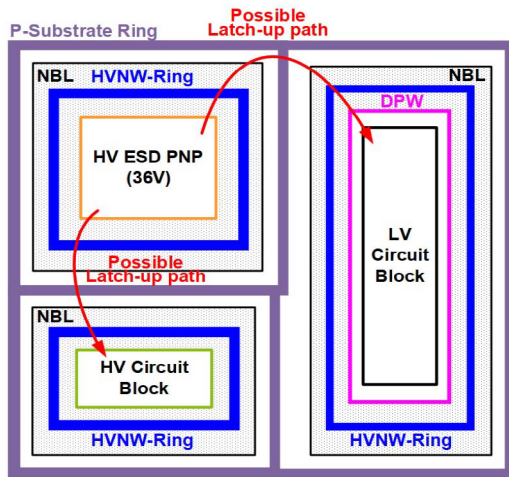 Possible
Latch-up path
P-Substrate Ring
NBL
HVNW-Ring
HV ESD PNP
(36V)
Possible
Latch-up path
NBL
HV Circuit
Block
HVNW-Ring
NBL
DPW
LV
Circuit
Block
HVNW-Ring